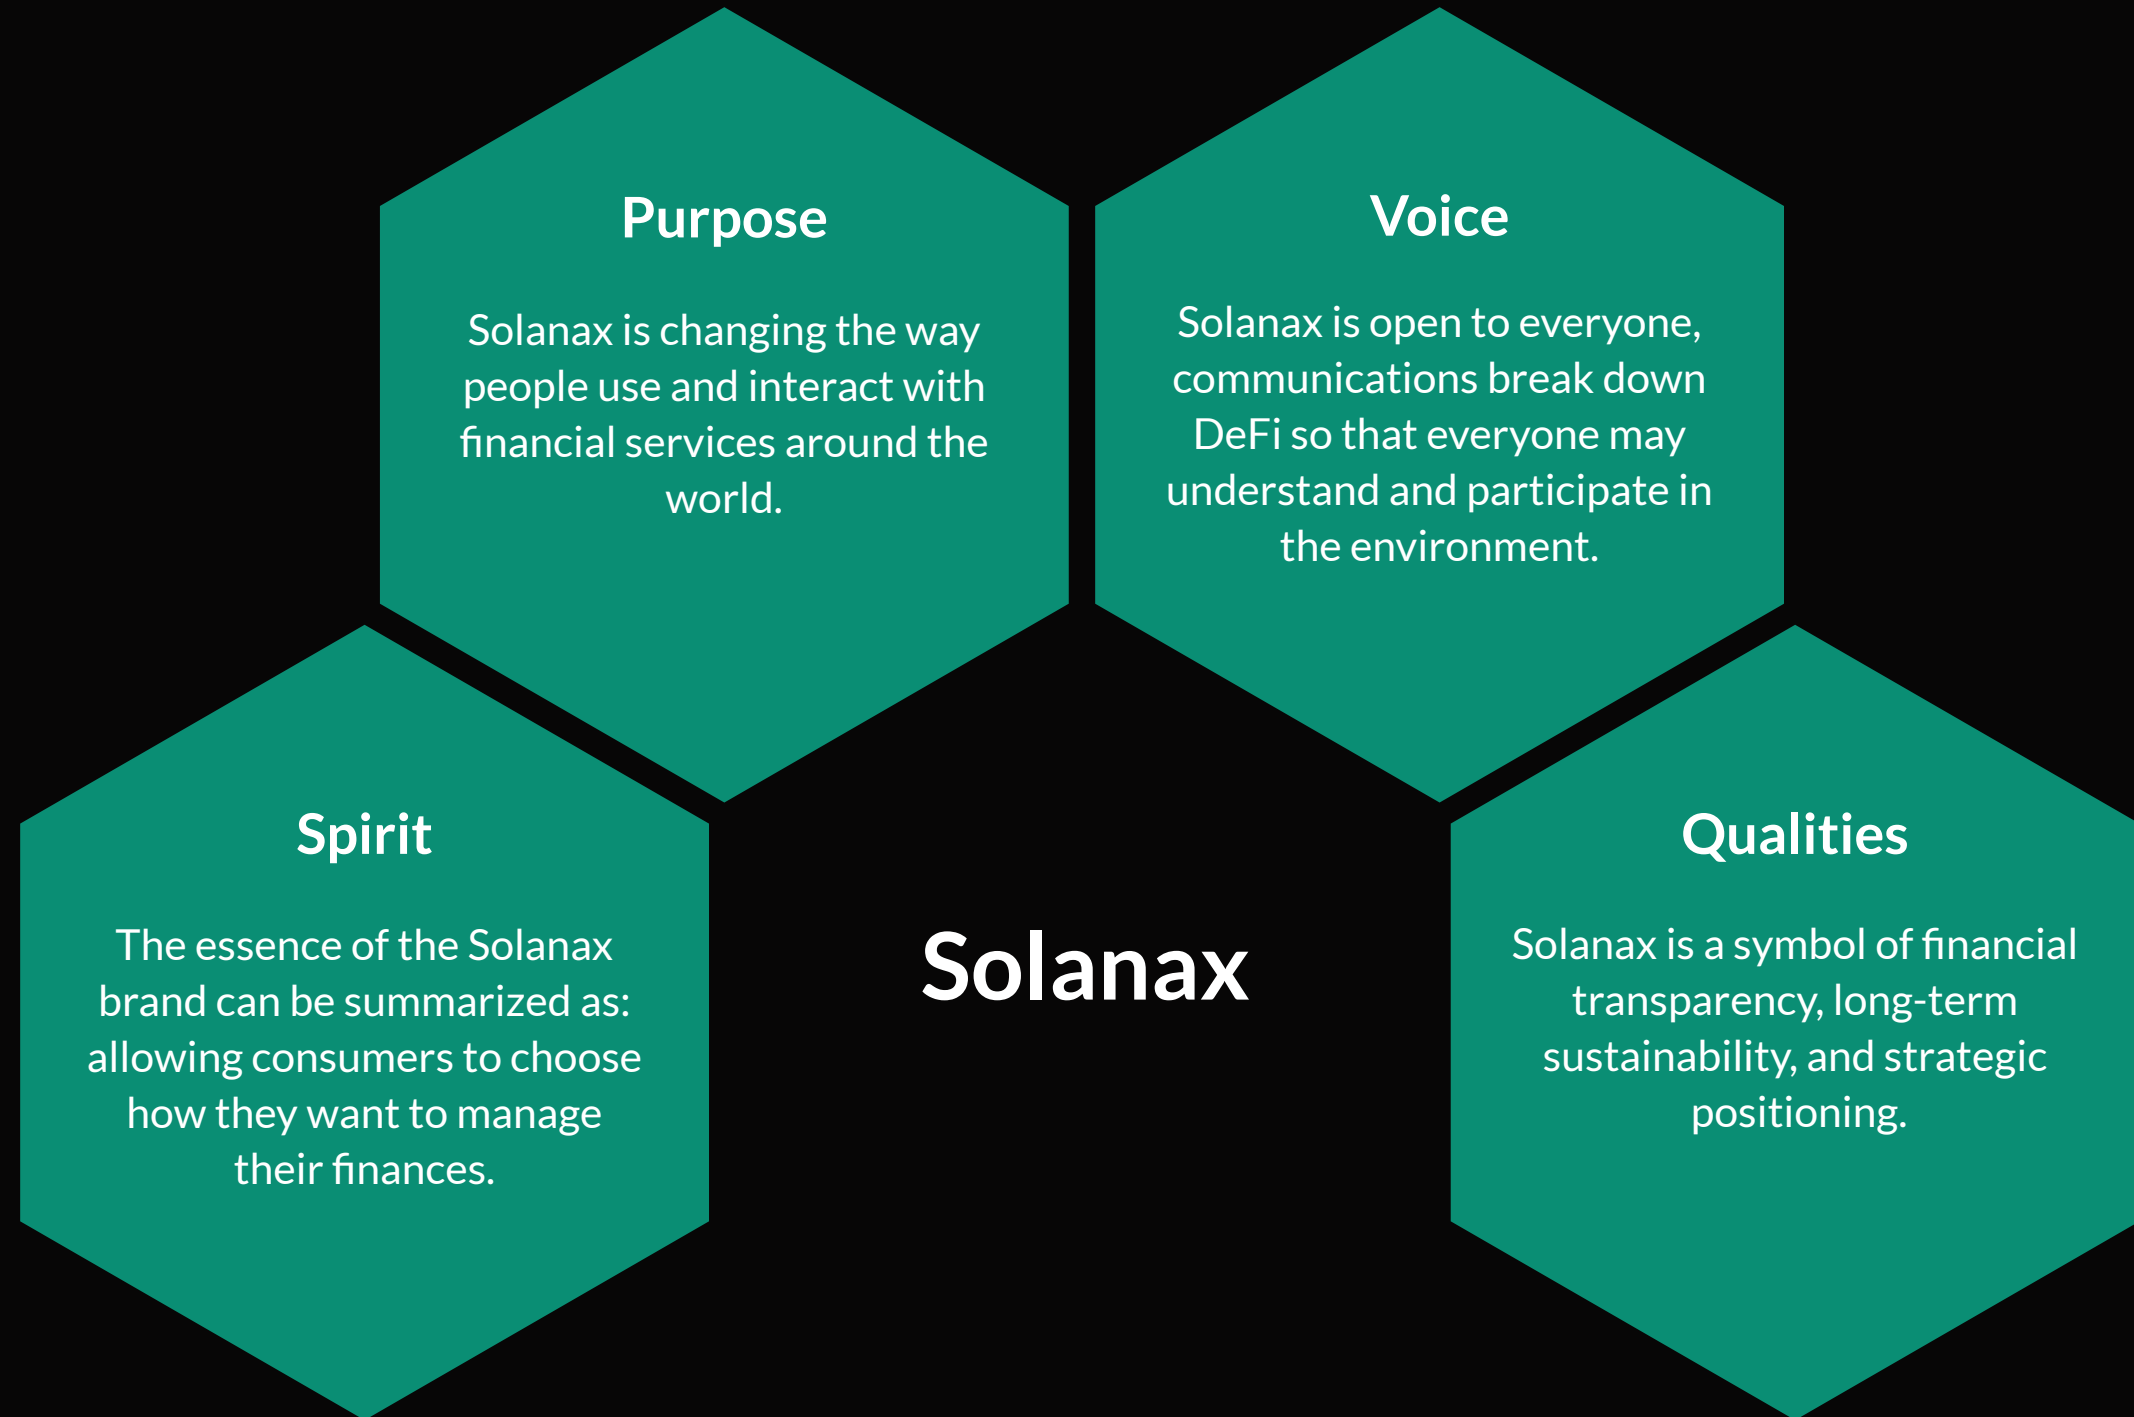 Purpose
Solanax is changing the way
people use and interact with
financial services around the
world.
Voice
Solanax is open to everyone,
communications break down
DeFi so that everyone may
understand and participate in
the environment.
Spirit
The essence of the Solanax
brand can be summarized as:
allowing consumers to choose
how they want to manage
their finances.
Solanax
Qualities
Solanax is a symbol of financial
transparency, long-term
sustainability, and strategic
positioning.